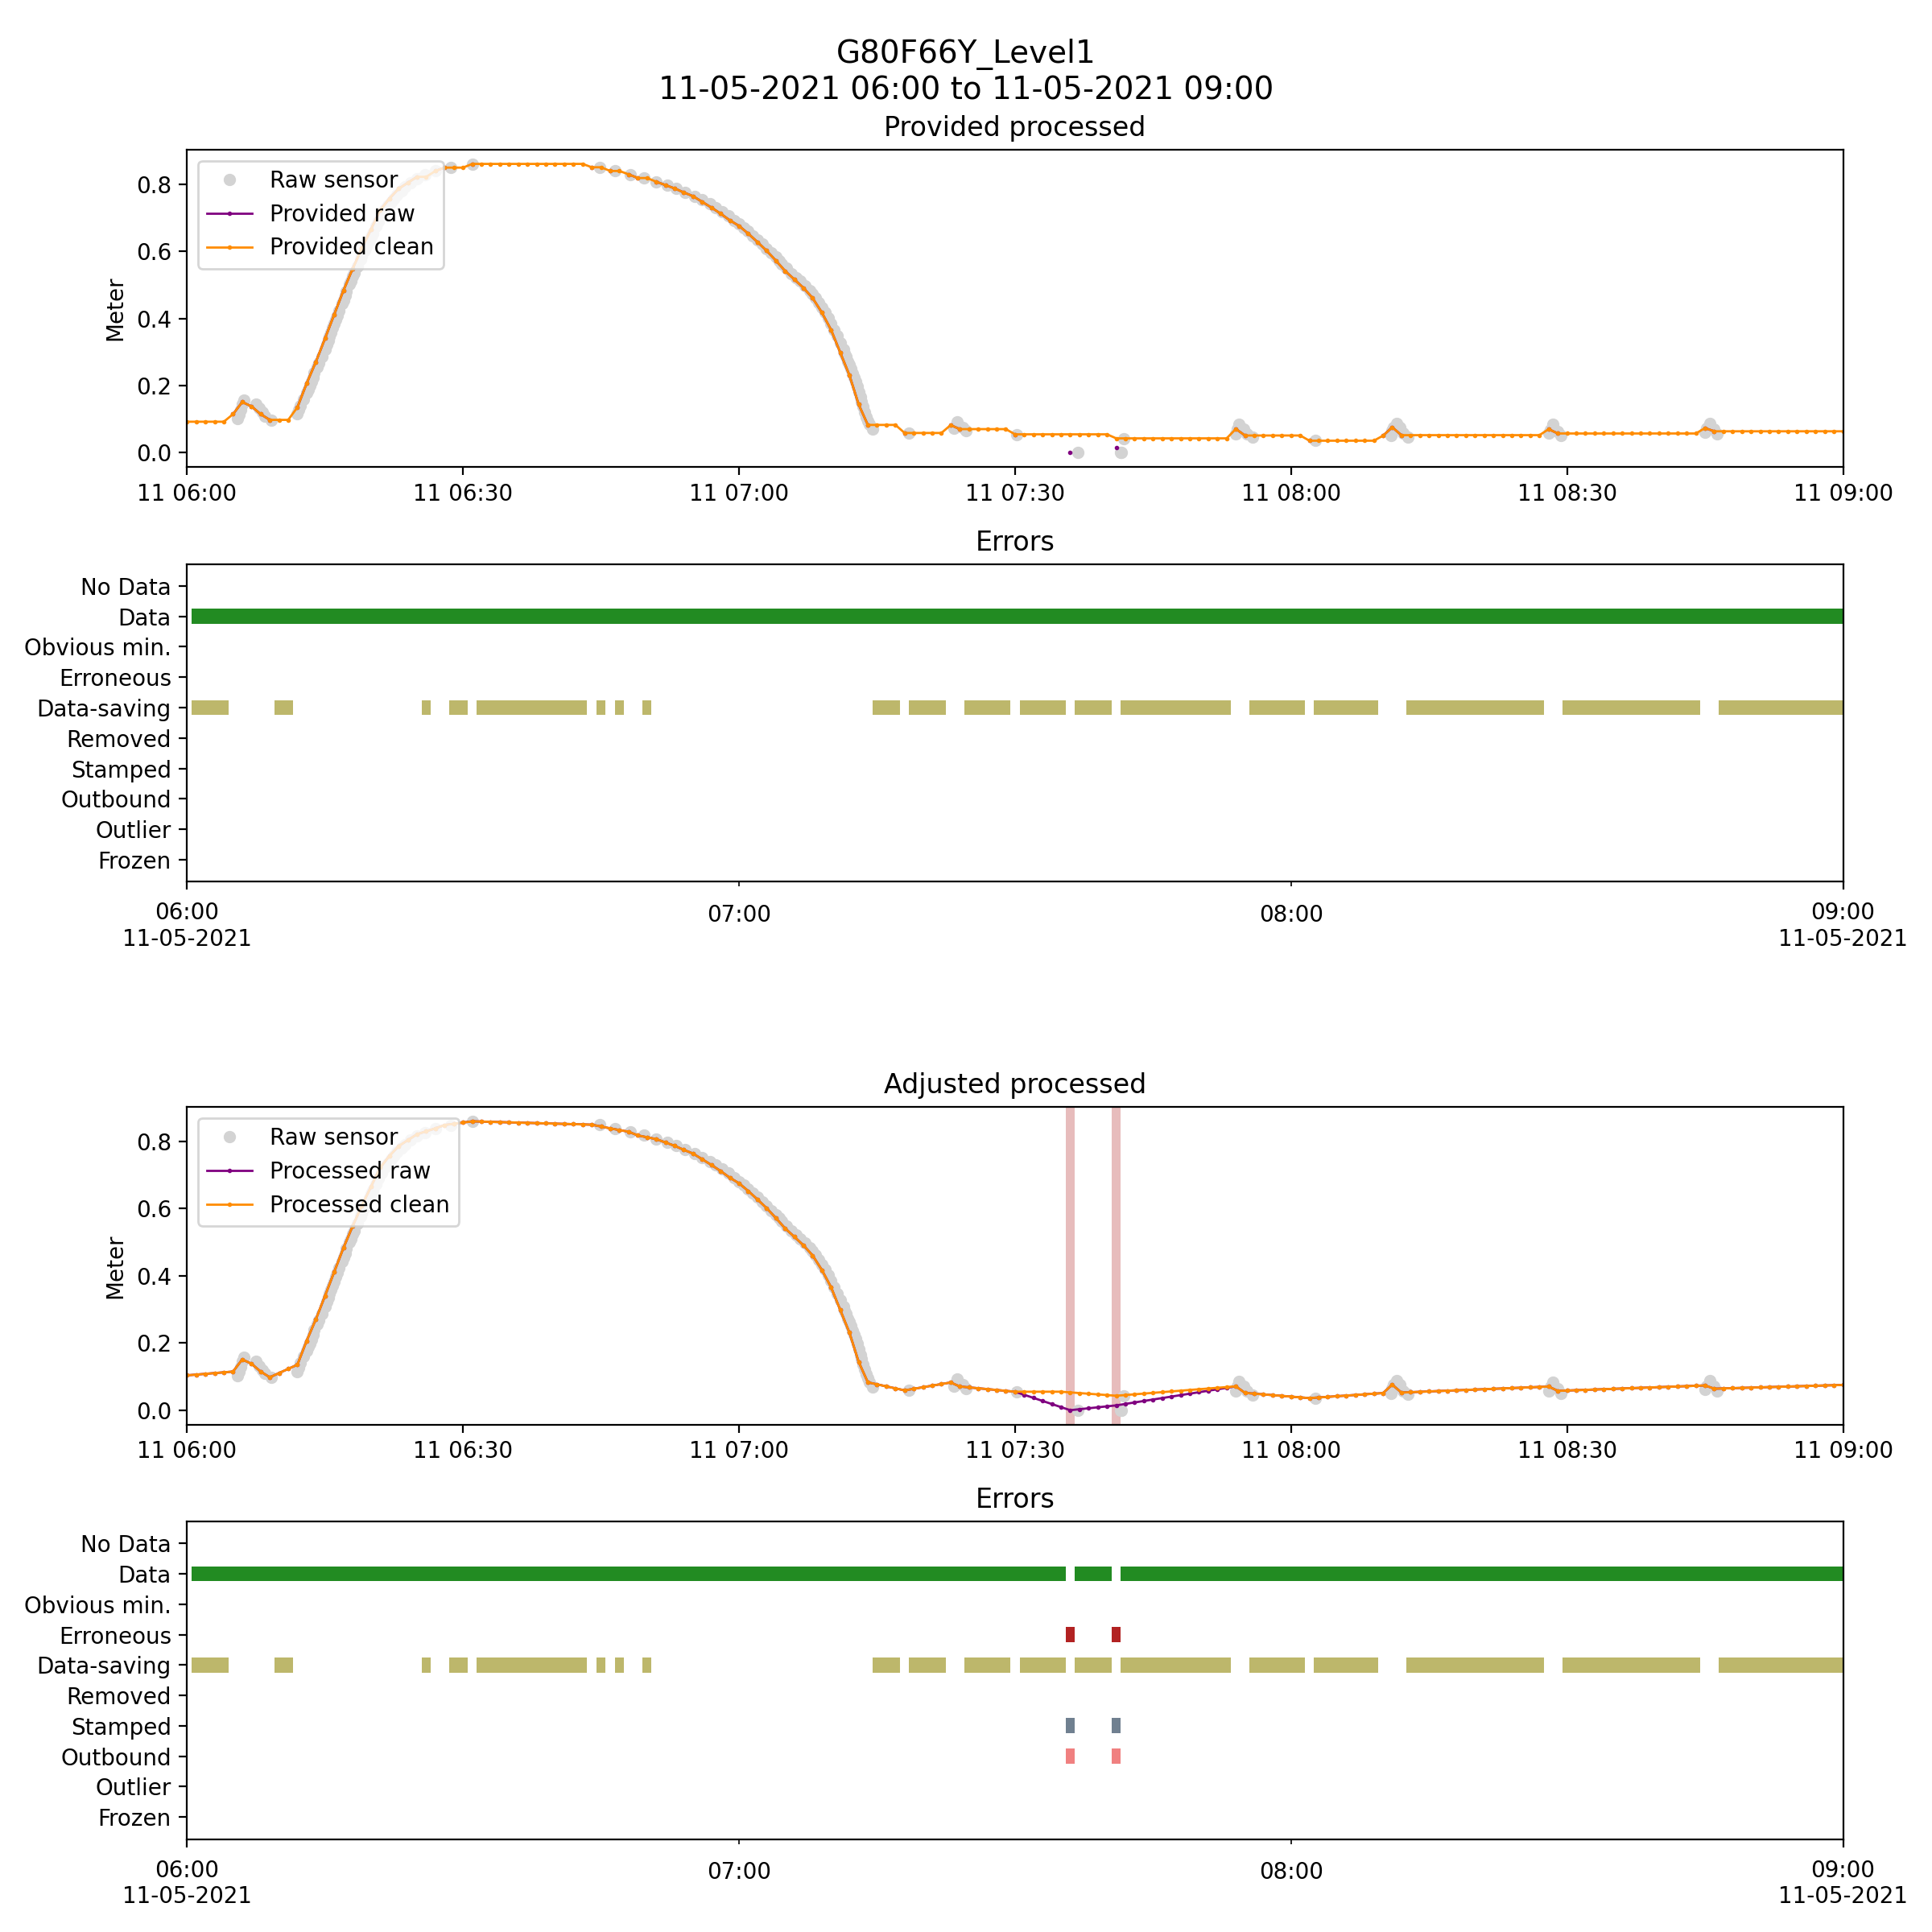 G80F66Y_Level1
11-05-2021 06:00 to 11-05-2021 09:00
Provided processed
Raw sensor
Provided raw
Provided clean
Meter
0.8
0.6
0.4
0.2
0.0
11 06:00 11 06:30 11 07:00 11 07:30 11 08:00 11 08:30 11 09:00
Errors
No Data
Data
Obvious min.
Erroneous
Data-saving
Removed
Stamped
Outbound
Outlier
Frozen
06:00 07:00 08:00 09:00
11-05-2021 11-05-2021
Adjusted processed
Raw sensor
Processed raw
Processed clean
Meter
0.8
0.6
0.4
0.2
0.0
11 06:00 11 06:30 11 07:00 11 07:30 11 08:00 11 08:30 11 09:00
Errors
No Data
Data
Obvious min.
Erroneous
Data-saving
Removed
Stamped
Outbound
Outlier
Frozen
06:00 07:00 08:00 09:00
11-05-2021 11-05-2021